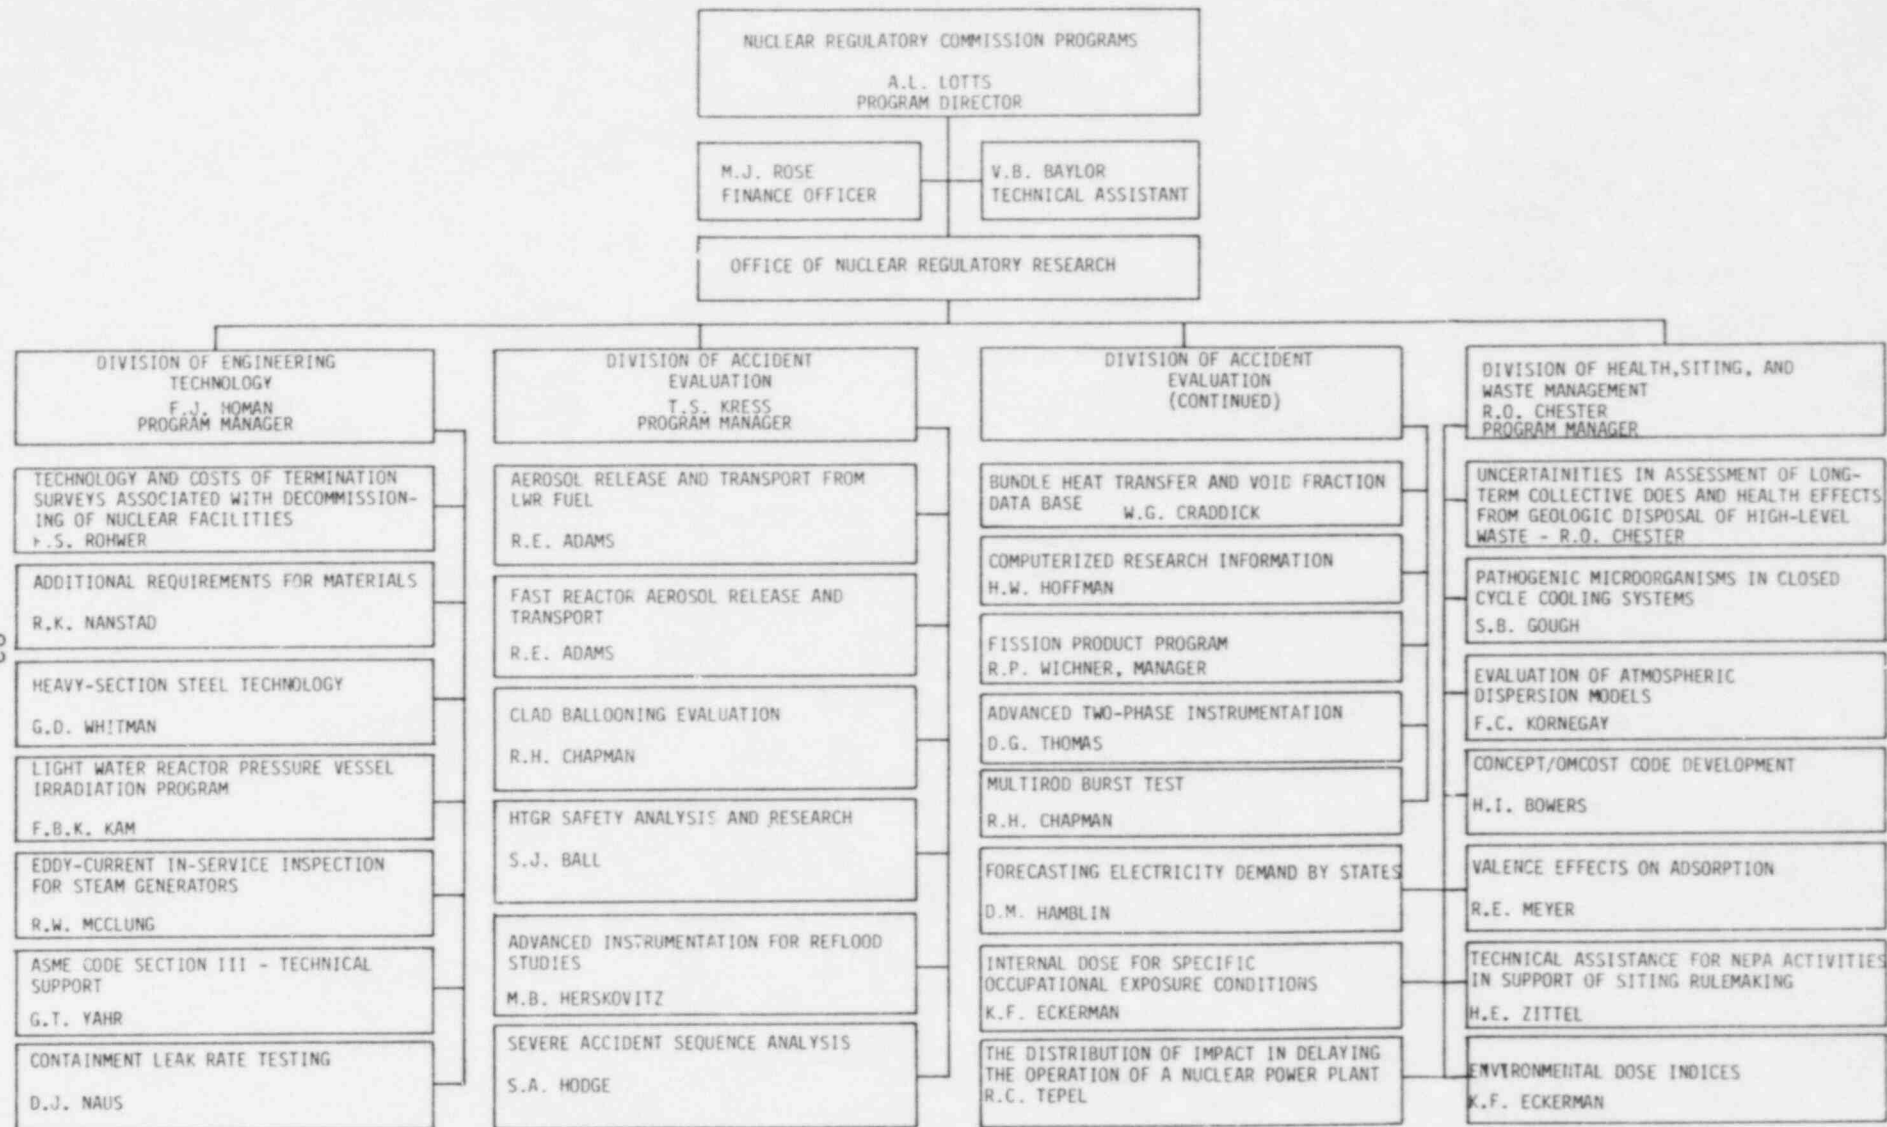 NUCLEAR REGULATORY COMMISSION PROGRAMS
A.L. LOTTS
PROGRAM DIRECTOR
M.J. ROSE
FINANCE OFFICER
V.B. BAYLOR
TECHNICAL ASSISTANT
OFFICE OF NUCLEAR REGULATORY RESEARCH
DIVISION OF ENGINEERING
TECHNOLOGY
F.J. HOMAN
PROGRAM MANAGER
TECHNOLOGY AND COSTS OF TERMINATION
SURVEYS ASSOCIATED WITH DECOMMISSION-
ING OF NUCLEAR FACILITIES
ROHWER
ADDITIONAL REQUIREMENTS FOR MATERIALS
R.K. NANSTAD
HEAVY-SECTION STEEL TECHNOLOGY
G.D. WHITMAN
LIGHT WATER REACTOR PRESSURE VESSEL
IRRADIATION PROGRAM
F.B.K. KAM
EDDY-CURRENT IN-SERVICE INSPECTION
FOR STEAM GENERATORS
R.W. MCCLUNG
ASME CODE SECTION III - TECHNICAL
SUPPORT
G.T. YAHR
CONTAINMENT LEAK RATE TESTING
D.J. NAUS
DIVISION OF ACCIDENT
EVALUATION
T.S. KRESS
PROGRAM MANAGER
AEROSOL RELEASE AND TRANSPORT FROM
LWR FUEL
R.E. ADAMS
FAST REACTOR AEROSOL RELEASE AND
TRANSPORT
R.E. ADAMS
CLAD BALLOONING EVALUATION
R.H. CHAPMAN
HTGR SAFETY ANALYSIS AND RESEARCH
S.J. BALL
ADVANCED INSTRUMENTATION FOR REFLOOD
STUDIES
M.B. HERSKOVITZ
SEVERE ACCIDENT SEQUENCE ANALYSIS
S.A. HODGE
DIVISION OF ACCIDENT
EVALUATION
(CONTINUED)
BUNDLE HEAT TRANSFER AND VOID FRACTION
DATA BASE W.G. CRADDICK
COMPUTERIZED RESEARCH INFORMATION
H.W. HOFFMAN
FISSION PRODUCT PROGRAM
R.P. WICHNER, MANAGER
ADVANCED TWO-PHASE INSTRUMENTATION
D.G. THOMAS
MULTIROD BURST TEST
R.H. CHAPMAN
FORECASTING ELECTRICITY DEMAND BY STATES
D.M. HAMBLIN
INTERNAL DOSE FOR SPECIFIC
OCCUPATIONAL EXPOSURE CONDITIONS
K.F. ECKERMAN
THE DISTRIBUTION OF IMPACT IN DELAYING
THE OPERATION OF A NUCLEAR POWER PLANT
R.C. TEPEL
DIVISION OF HEALTH,SITING, AND
WASTE MANAGEMENT
R.O. CHESTER
PROGRAM MANAGER
UNCERTAINITIES IN ASSESSMENT OF LONG-
TERM COLLECTIVE DOES AND HEALTH EFFECTS
FROM GEOLOGIC DISPOSAL OF HIGH-LEVEL
WASTE - R.O. CHESTER
PATHOGENIC MICROORGANISMS IN CLOSED
CYCLE COOLING SYSTEMS
S.B. GOUGH
EVALUATION OF ATMOSPHERIC
DISPERSION MODELS
F.C. KORNEGAY
CONCEPT/OMCOST CODE DEVELOPMENT
H.I. BOWERS
VALENCE EFFECTS ON ADSORPTION
R.E. MEYER
TECHNICAL ASSISTANCE FOR NEPA ACTIVITIES
IN SUPPORT OF SITING RULEMAKING
H.E. ZITTEL
ENVIRONMENTAL DOSE INDICES
K.F. ECKERMAN